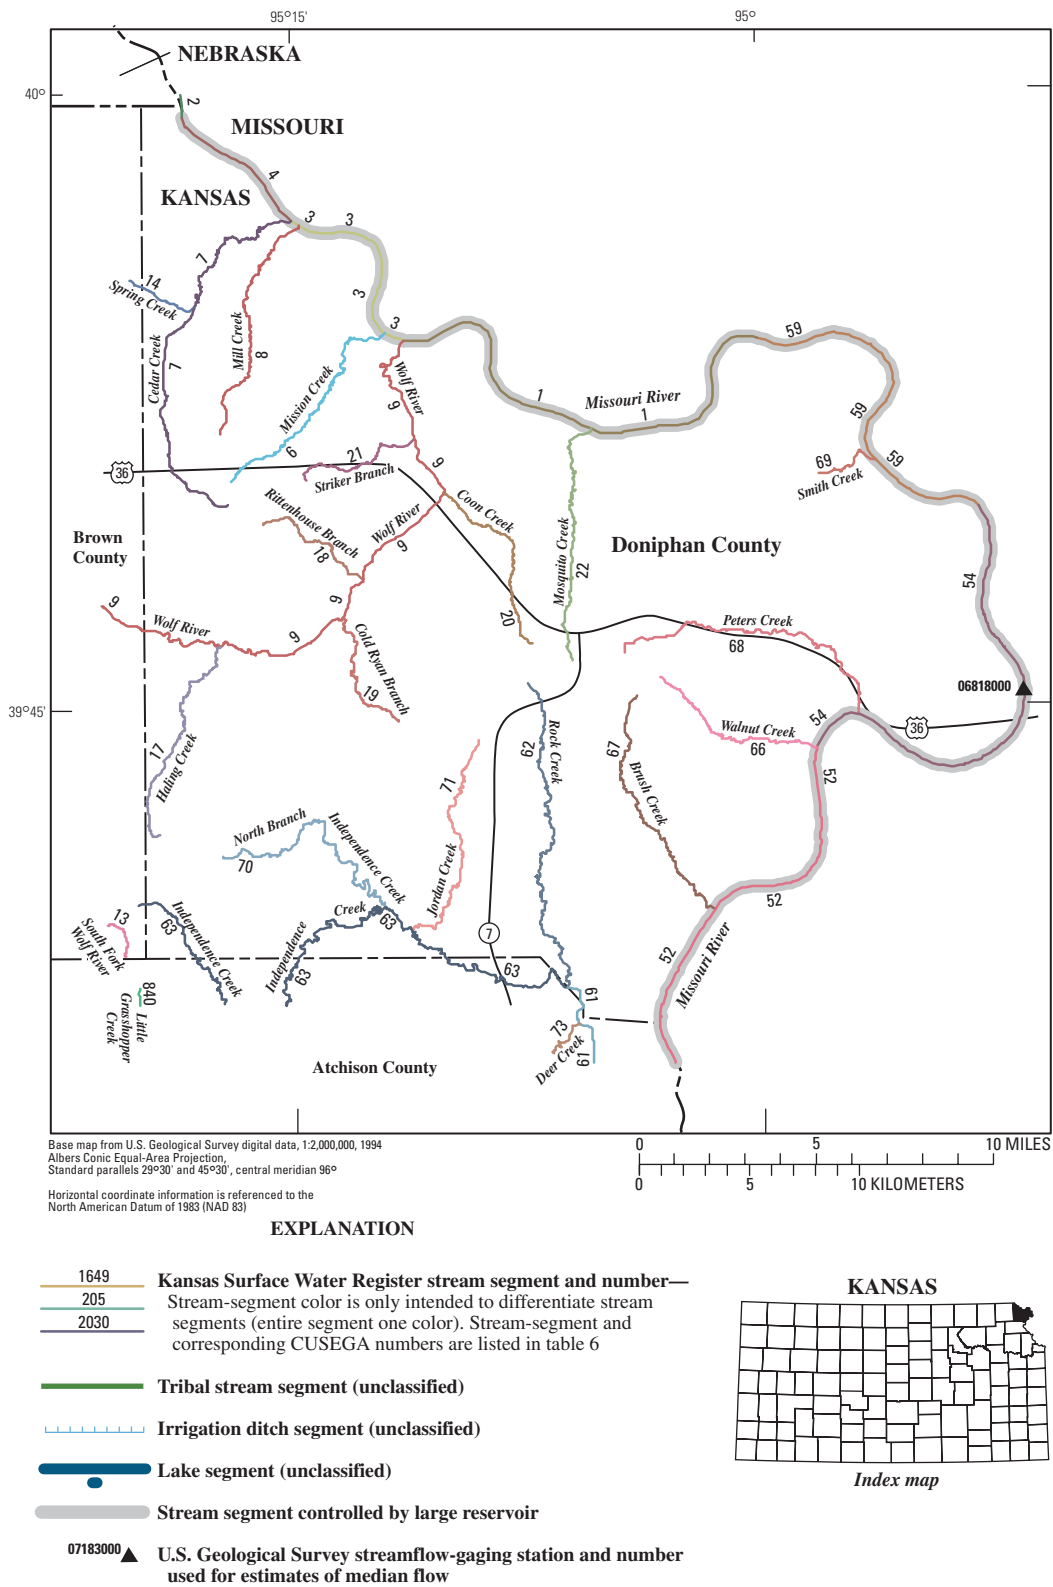 95°15'
95°
NEBRASKA
40°
2
MISSOURI
4
KANSAS
3
3
7
14
Spring Creek
3
3
59
Mill Creek
8
Cedar Creek
7
Mission Creek
Wolf River
9
1
Missouri River
1
59
6
21
Striker Branch
9
59
69
Smith Creek
36
Rittenhouse Branch
18
Wolf River
9
Coon Creek
20
Mosquito Creek
22
Brown
County
Doniphan County
54
9
Wolf River
9
9
Cold Ryan Branch
19
Peters Creek
68
06818000
39°45'
17
Haling Creek
62
Rock Creek
67
Brush Creek
Walnut Creek
66
54
36
52
71
Jordan Creek
North Branch
Independence Creek
70
52
13
South Fork
Wolf River
63
Independence Creek
Independence
Creek
63
63
7
63
52
Missouri River
840
Little
Grasshopper
Creek
61
73
Deer Creek
61
Atchison County
Base map from U.S. Geological Survey digital data, 1:2,000,000, 1994
Albers Conic Equal-Area Projection,
Standard parallels 29°30' and 45°30', central meridian 96°
Horizontal coordinate information is referenced to the
North American Datum of 1983 (NAD 83)
0 5 10 MILES
0 5 10 KILOMETERS
EXPLANATION
1649
205
2030
Kansas Surface Water Register stream segment and number—
Stream-segment color is only intended to differentiate stream
segments (entire segment one color). Stream-segment and
corresponding CUSEGA numbers are listed in table 6
Tribal stream segment (unclassified)
Irrigation ditch segment (unclassified)
Lake segment (unclassified)
Stream segment controlled by large reservoir
07183000
U.S. Geological Survey streamflow-gaging station and number
used for estimates of median flow
KANSAS
Index map